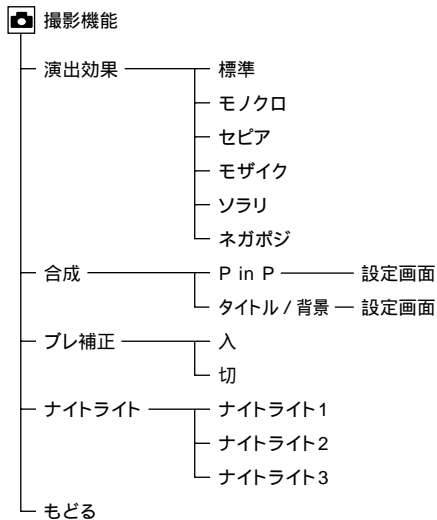 撮影機能
演出効果 標準
モノクロ
セピア
モザイク
ソラリ
ネガポジ
合成 P in P 設定画面
タイトル / 背景 設定画面
ブレ補正 入
切
ナイトライト ナイトライト1
ナイトライト2
ナイトライト3
もどる